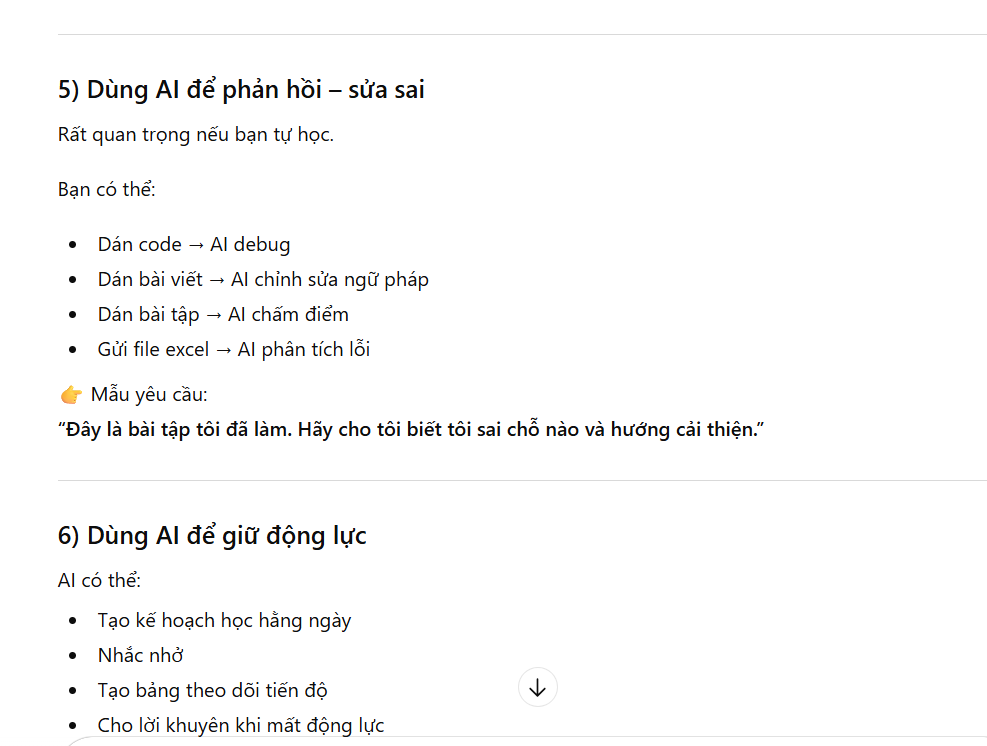 5) Dùng AI để phản hồi – sửa sai
Rất quan trọng nếu bạn tự học.
Bạn có thể:
• Dán code → AI debug
• Dán bài viết → AI chỉnh sửa ngữ pháp
• Dán bài tập → AI chấm điểm
• Gửi file excel → AI phân tích lỗi
👉 Mẫu yêu cầu:
“Đây là bài tập tôi đã làm. Hãy cho tôi biết tôi sai chỗ nào và hướng cải thiện.”
6) Dùng AI để giữ động lực
AI có thể:
• Tạo kế hoạch học hằng ngày
• Nhắc nhở
• Tạo bảng theo dõi tiến độ
• Cho lời khuyên khi mất động lực